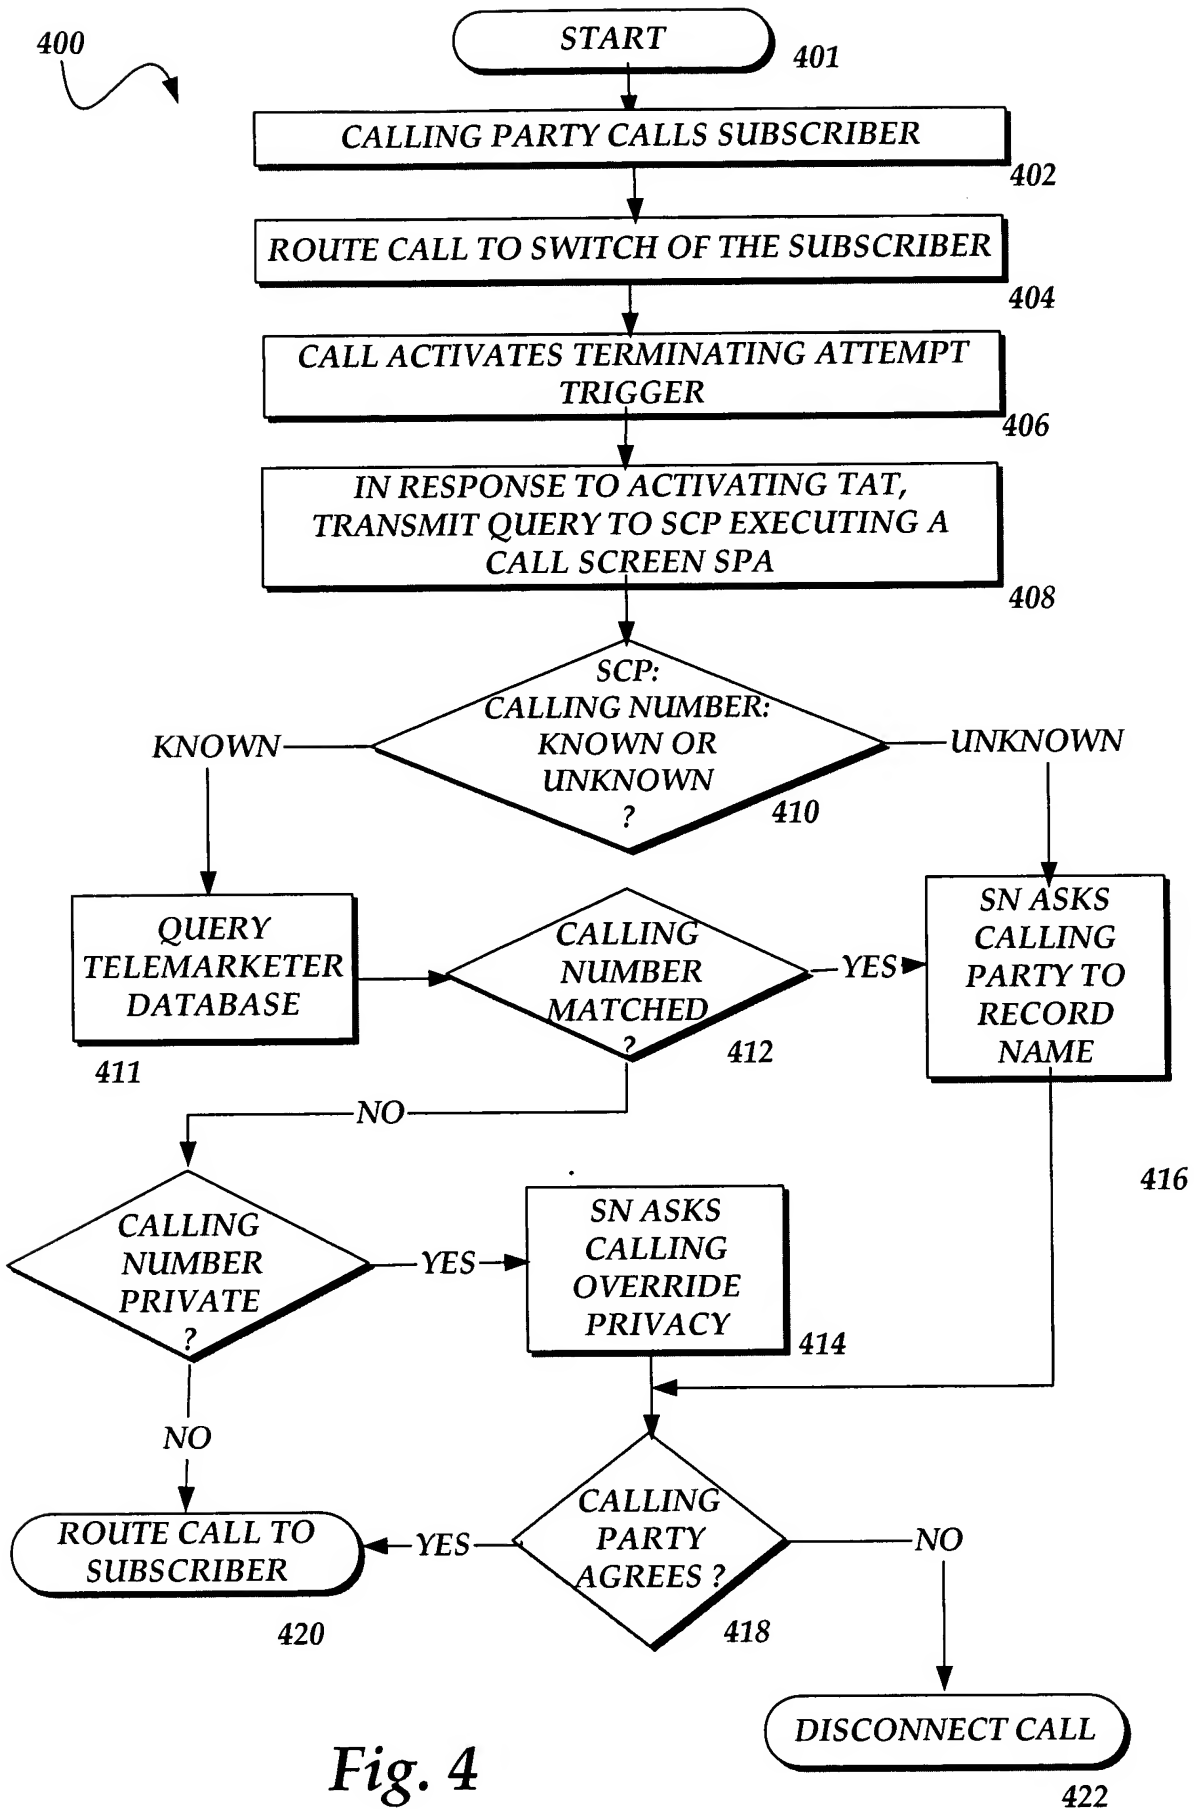 400
START
401
CALLING PARTY CALLS SUBSCRIBER
402
ROUTE CALL TO SWITCH OF THE SUBSCRIBER
404
CALL ACTIVATES TERMINATING ATTEMPT
TRIGGER
406
IN RESPONSE TO ACTIVATING TAT,
TRANSMIT QUERY TO SCP EXECUTING A
CALL SCREEN SPA
408
SCP:
CALLING NUMBER:
KNOWN OR
UNKNOWN
?
410
KNOWN
UNKNOWN
QUERY
TELEMARKETER
DATABASE
411
CALLING
NUMBER
MATCHED
?
412
YES
SN ASKS
CALLING
PARTY TO
RECORD
NAME
416
NO
CALLING
NUMBER
PRIVATE
?
YES
SN ASKS
CALLING
OVERRIDE
PRIVACY
414
NO
ROUTE CALL TO
SUBSCRIBER
420
YES
CALLING
PARTY
AGREES ?
418
NO
DISCONNECT CALL
422
Fig. 4